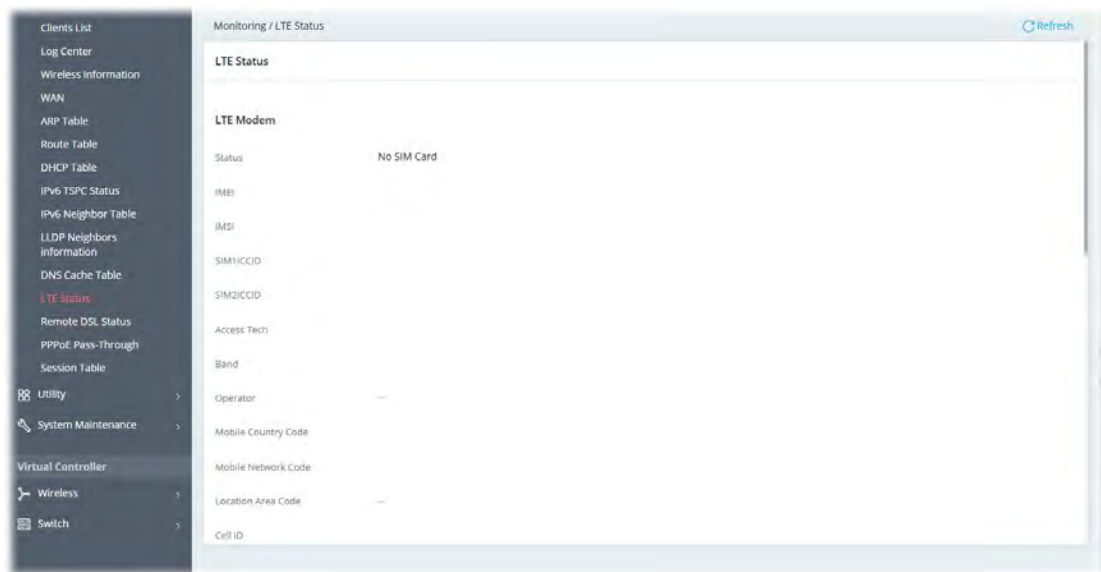 Clients List
Log Center
Wireless Information
WAN
ARP Table
Route Table
DHCP Table
IPv6 TSPC Status
IPv6 Neighbor Table
LLDP Neighbors
information
DNS Cache Table
LTE Status
Remote DSL Status
PPPoE Pass-Through
Session Table
Utility
System Maintenance
Virtual Controller
Wireless
Switch
Monitoring / LTE Status
Refresh
LTE Status
LTE Modem
Status No SIM Card
IMEI
IMSI
SIM1ICCID
SIM2ICCID
Access Tech
Band
Operator --
Mobile Country Code
Mobile Network Code
Location Area Code --
Cell ID